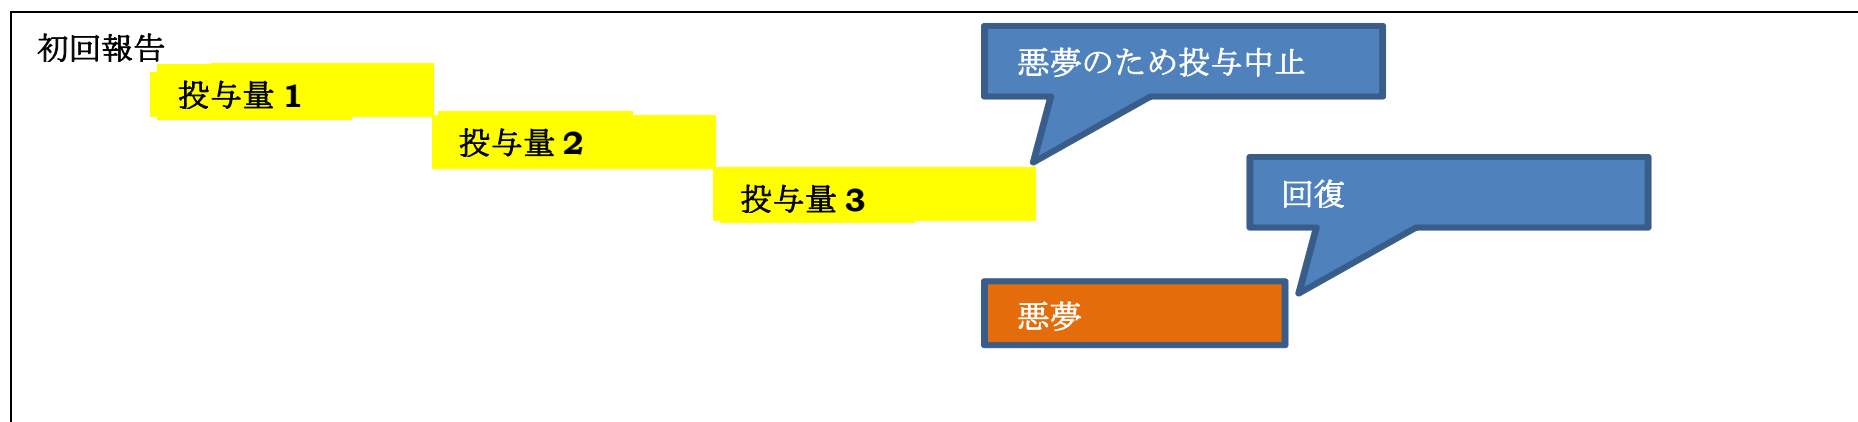 初回報告
悪夢のため投与中止
投与量 1
投与量 2
投与量 3
回復
悪夢